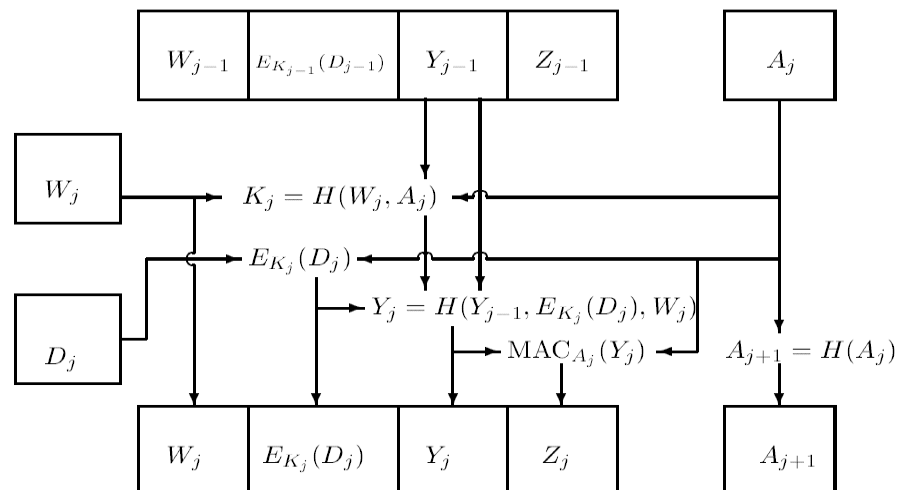 W_{j−1} E_{K_{j−1}}(D_{j−1}) Y_{j−1} Z_{j−1} A_j
W_j
K_j = H(W_j, A_j)
E_{K_j}(D_j)
Y_j = H(Y_{j−1}, E_{K_j}(D_j), W_j)
D_j
MAC_{A_j}(Y_j) A_{j+1} = H(A_j)
W_j E_{K_j}(D_j) Y_j Z_j A_{j+1}